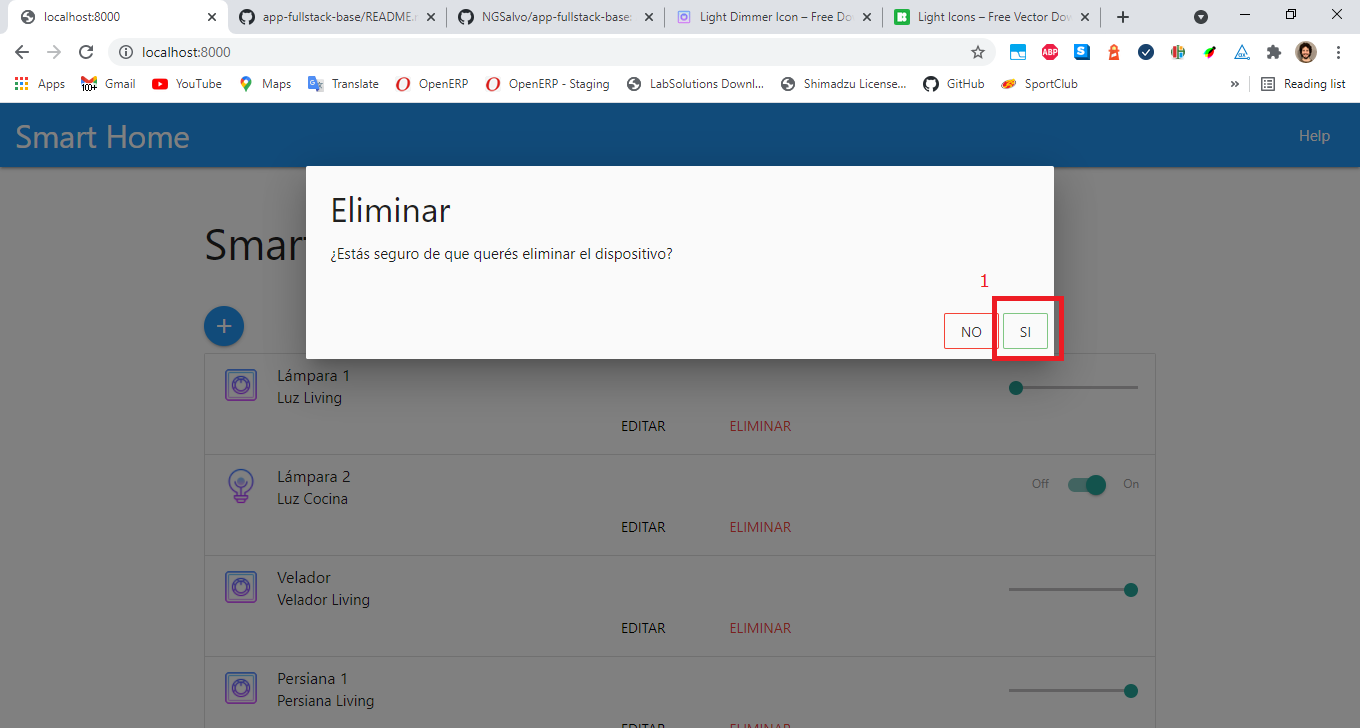 localhost:8000
app-fullstack-base/README.
NGSalvo/app-fullstack-base:
Light Dimmer Icon – Free Do
Light Icons – Free Vector Dov
localhost:8000
ABP
Apps
Gmail
YouTube
Maps
Translate
OpenERP
OpenERP - Staging
LabSolutions Downl...
Shimadzu License...
GitHub
SportClub
Reading list
Smart Home
Help
Eliminar
¿Estás seguro de que querés eliminar el dispositivo?
1
NO
SI
Smart
Lámpara 1
Luz Living
EDITAR
ELIMINAR
Lámpara 2
Luz Cocina
Off
On
EDITAR
ELIMINAR
Velador
Velador Living
EDITAR
ELIMINAR
Persiana 1
Persiana Living
EDITAR
ELIMINAR